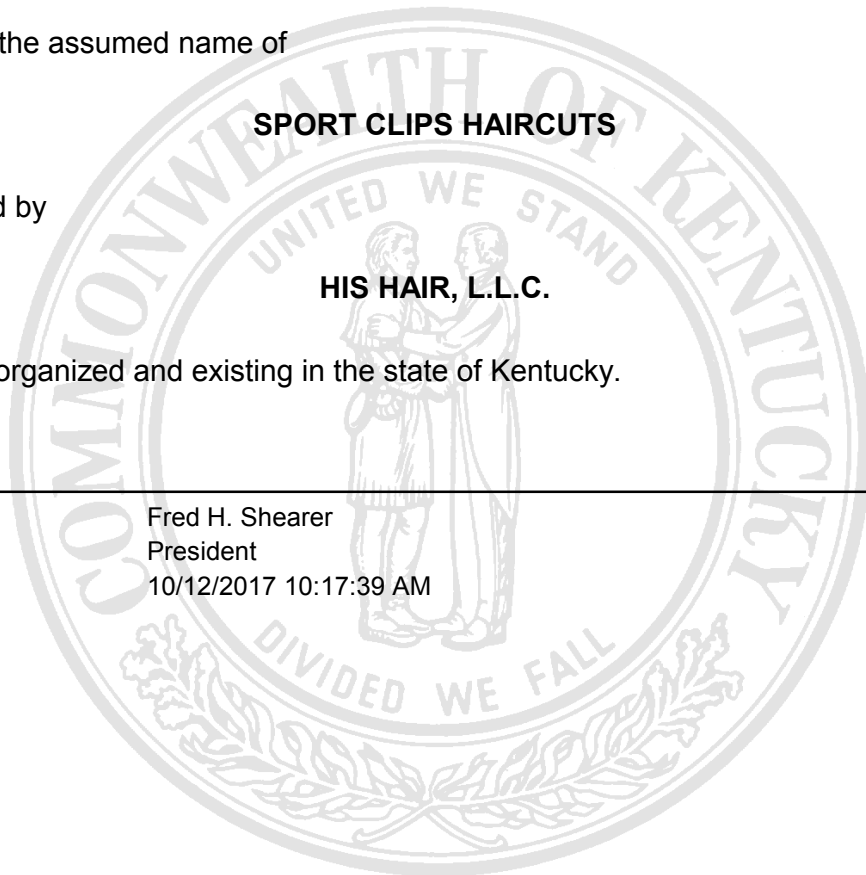 the assumed name of
SPORT CLIPS HAIRCUTS
d by
HIS HAIR, L.L.C.
organized and existing in the state of Kentucky.
Fred H. Shearer
President
10/12/2017 10:17:39 AM
COMMONWEALTH OF KENTUCKY
UNITED WE STAND
DIVIDED WE FALL